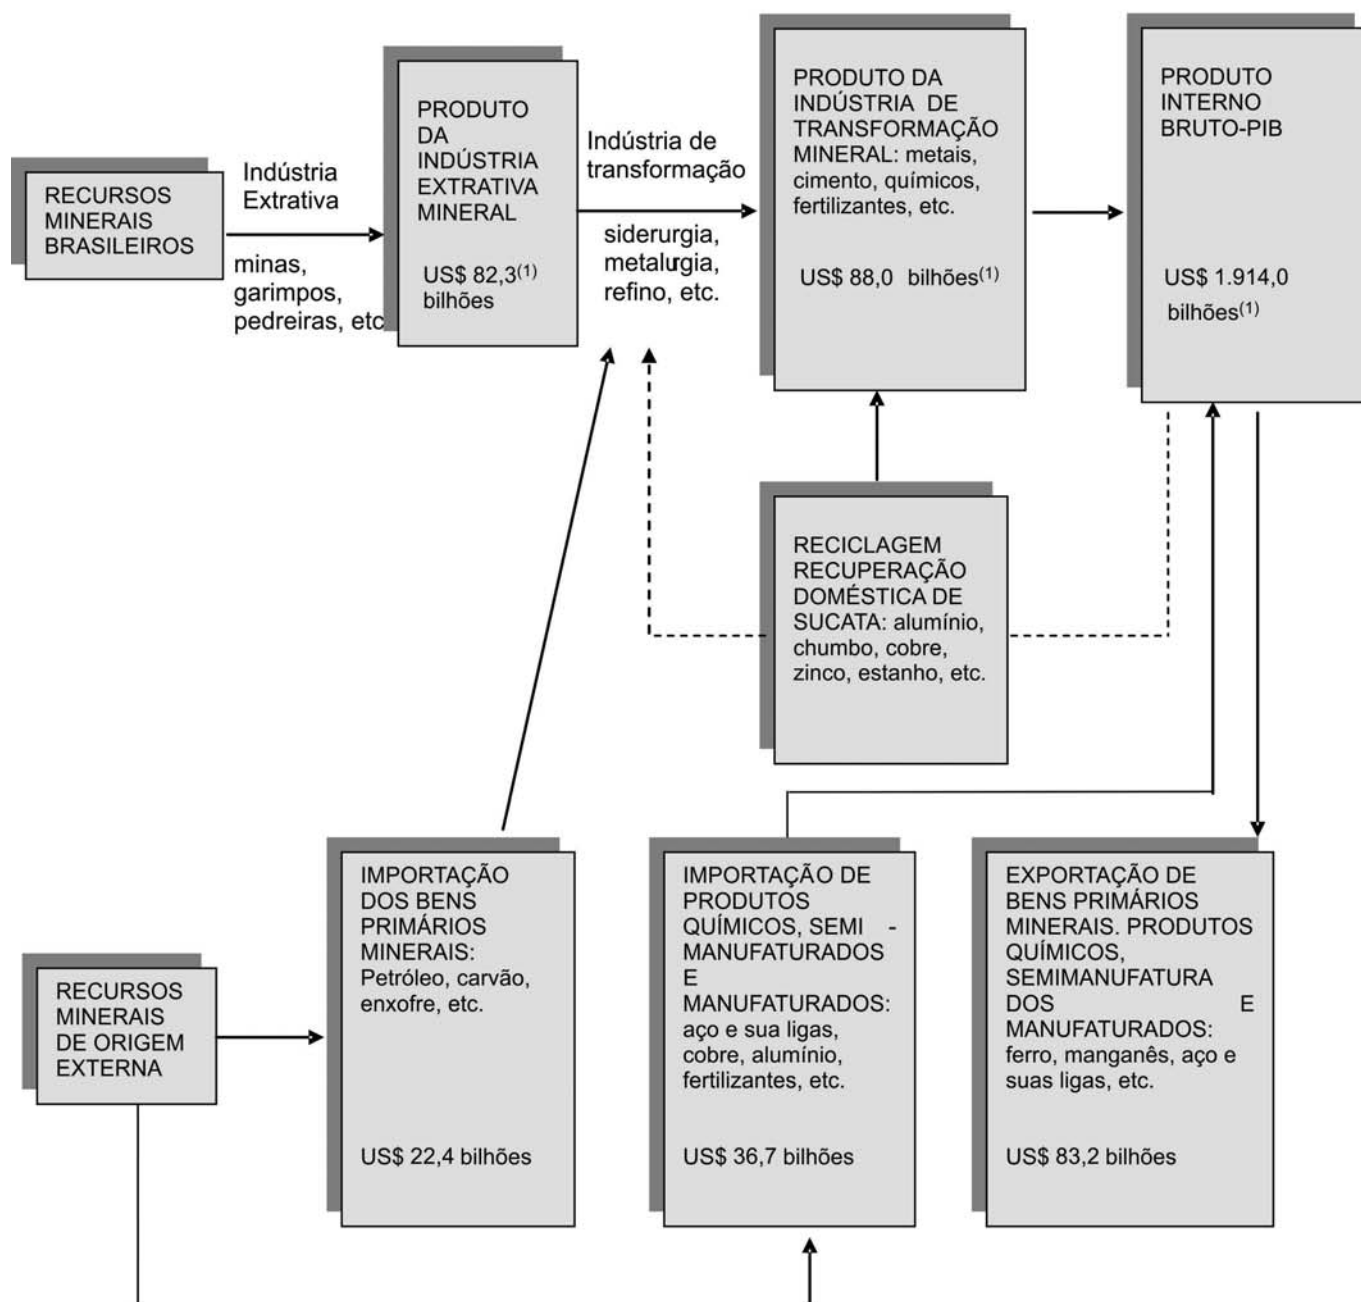 RECURSOS
MINERAIS
BRASILEIROS
Indústria
Extrativa
minas,
garimpos,
pedreiras, etc
PRODUTO
DA
INDÚSTRIA
EXTRATIVA
MINERAL
US$ 82,3(1)
bilhões
Indústria de
transformação
siderurgia,
metalurgia,
refino, etc.
PRODUTO DA
INDÚSTRIA DE
TRANSFORMAÇÃO
MINERAL: metais,
cimento, químicos,
fertilizantes, etc.
US$ 88,0 bilhões(1)
PRODUTO
INTERNO
BRUTO-PIB
US$ 1.914,0
bilhões(1)
RECICLAGEM
RECUPERAÇÃO
DOMÉSTICA DE
SUCATA: alumínio,
chumbo, cobre,
zinco, estanho, etc.
RECURSOS
MINERAIS
DE ORIGEM
EXTERNA
IMPORTAÇÃO
DOS BENS
PRIMÁRIOS
MINERAIS:
Petróleo, carvão,
enxofre, etc.
US$ 22,4 bilhões
IMPORTAÇÃO DE
PRODUTOS
QUÍMICOS, SEMI -
MANUFATURADOS
E
MANUFATURADOS:
aço e sua ligas,
cobre, alumínio,
fertilizantes, etc.
US$ 36,7 bilhões
EXPORTAÇÃO DE
BENS PRIMÁRIOS
MINERAIS. PRODUTOS
QUÍMICOS,
SEMIMANUFATURA
DOS E
MANUFATURADOS:
ferro, manganês, aço e
suas ligas, etc.
US$ 83,2 bilhões